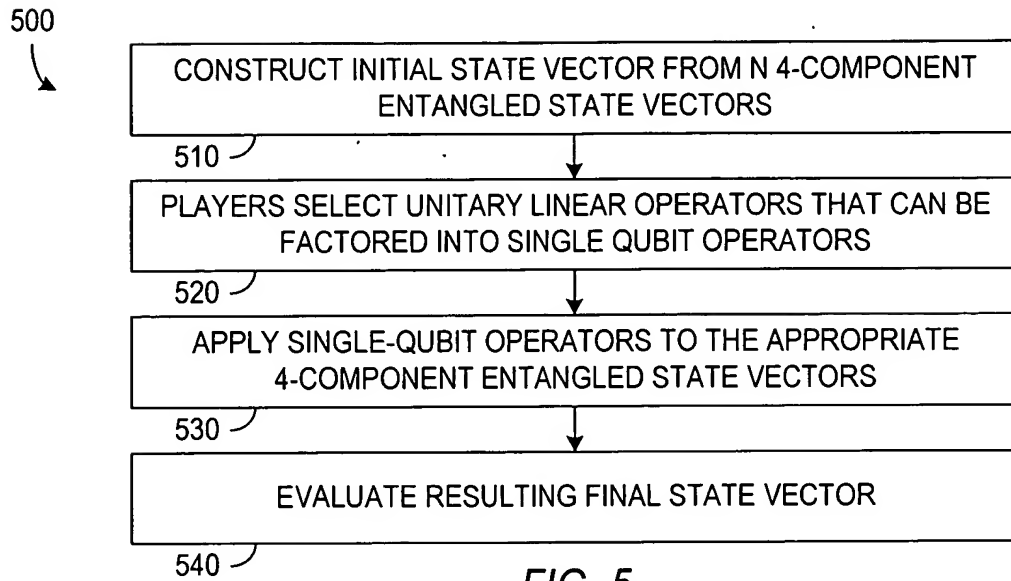 500
CONSTRUCT INITIAL STATE VECTOR FROM N 4-COMPONENT
ENTANGLED STATE VECTORS
510
PLAYERS SELECT UNITARY LINEAR OPERATORS THAT CAN BE
FACTORED INTO SINGLE QUBIT OPERATORS
520
APPLY SINGLE-QUBIT OPERATORS TO THE APPROPRIATE
4-COMPONENT ENTANGLED STATE VECTORS
530
EVALUATE RESULTING FINAL STATE VECTOR
540
FIG. 5